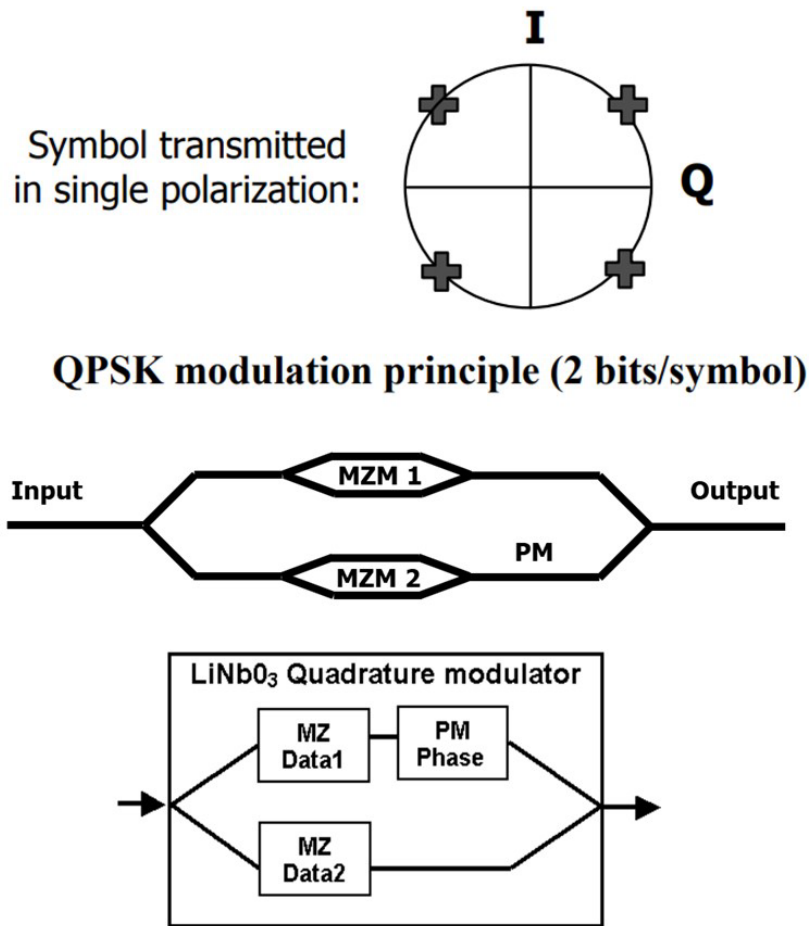 I
Symbol transmitted
in single polarization:
Q
QPSK modulation principle (2 bits/symbol)
MZM 1
Input
Output
PM
MZM 2
LiNb0₃ Quadrature modulator
MZ
Data1
PM
Phase
MZ
Data2